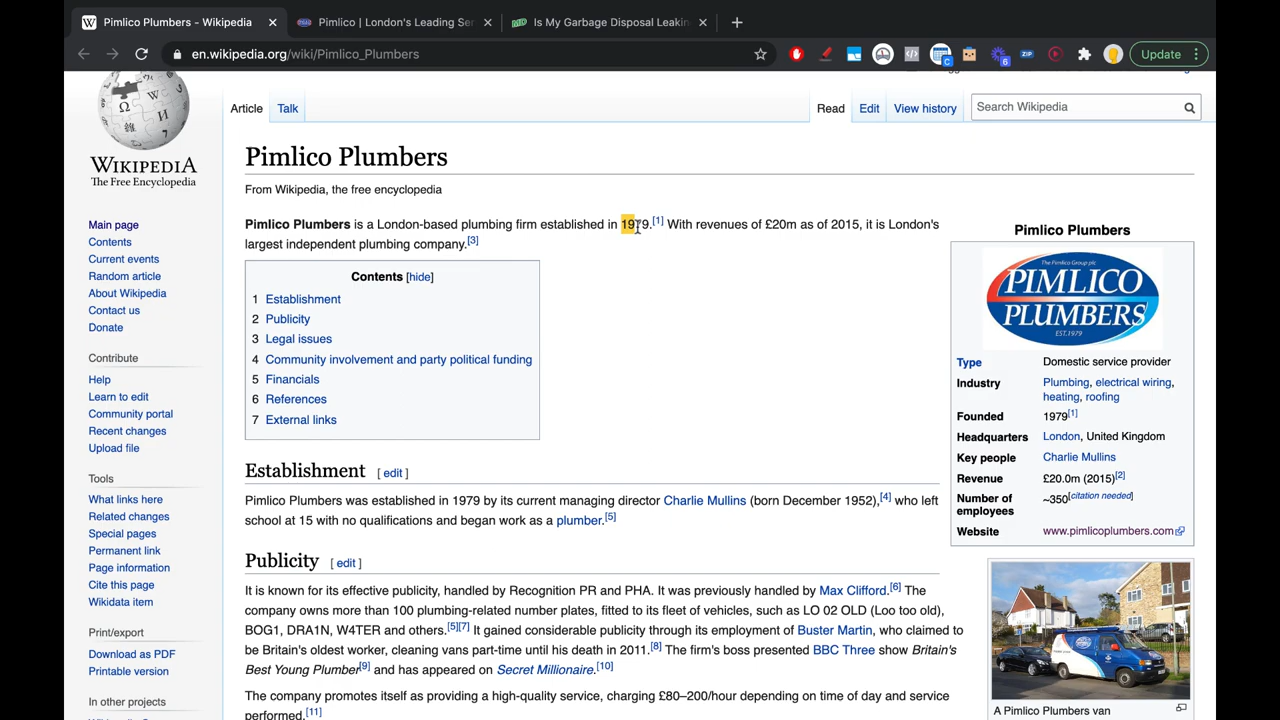 Pimlico Plumbers - Wikipedia
Pimlico | London's Leading Ser
Is My Garbage Disposal Leakin
en.wikipedia.org/wiki/Pimlico_Plumbers
Update
WIKIPEDIA
The Free Encyclopedia
Main page
Contents
Current events
Random article
About Wikipedia
Contact us
Donate
Contribute
Help
Learn to edit
Community portal
Recent changes
Upload file
Tools
What links here
Related changes
Special pages
Permanent link
Page information
Cite this page
Wikidata item
Print/export
Download as PDF
Printable version
In other projects
Article
Talk
Read
Edit
View history
Search Wikipedia
Pimlico Plumbers
From Wikipedia, the free encyclopedia
Pimlico Plumbers is a London-based plumbing firm established in 1979.[1] With revenues of £20m as of 2015, it is London's
largest independent plumbing company.[3]
Contents [hide]
1 Establishment
2 Publicity
3 Legal issues
4 Community involvement and party political funding
5 Financials
6 References
7 External links
Establishment [ edit ]
Pimlico Plumbers was established in 1979 by its current managing director Charlie Mullins (born December 1952),[4] who left
school at 15 with no qualifications and began work as a plumber.[5]
Publicity [ edit ]
It is known for its effective publicity, handled by Recognition PR and PHA. It was previously handled by Max Clifford.[6] The
company owns more than 100 plumbing-related number plates, fitted to its fleet of vehicles, such as LO 02 OLD (Loo too old),
BOG1, DRA1N, W4TER and others.[5][7] It gained considerable publicity through its employment of Buster Martin, who claimed to
be Britain's oldest worker, cleaning vans part-time until his death in 2011.[8] The firm's boss presented BBC Three show Britain's
Best Young Plumber[9] and has appeared on Secret Millionaire.[10]
The company promotes itself as providing a high-quality service, charging £80–200/hour depending on time of day and service
performed.[11]
Pimlico Plumbers
The Pimlico Group plc
PIMLICO
PLUMBERS
EST.1979
Type Domestic service provider
Industry Plumbing, electrical wiring,
heating, roofing
Founded 1979[1]
Headquarters London, United Kingdom
Key people Charlie Mullins
Revenue £20.0m (2015)[2]
Number of employees ~350[citation needed]
Website www.pimlicoplumbers.com
A Pimlico Plumbers van